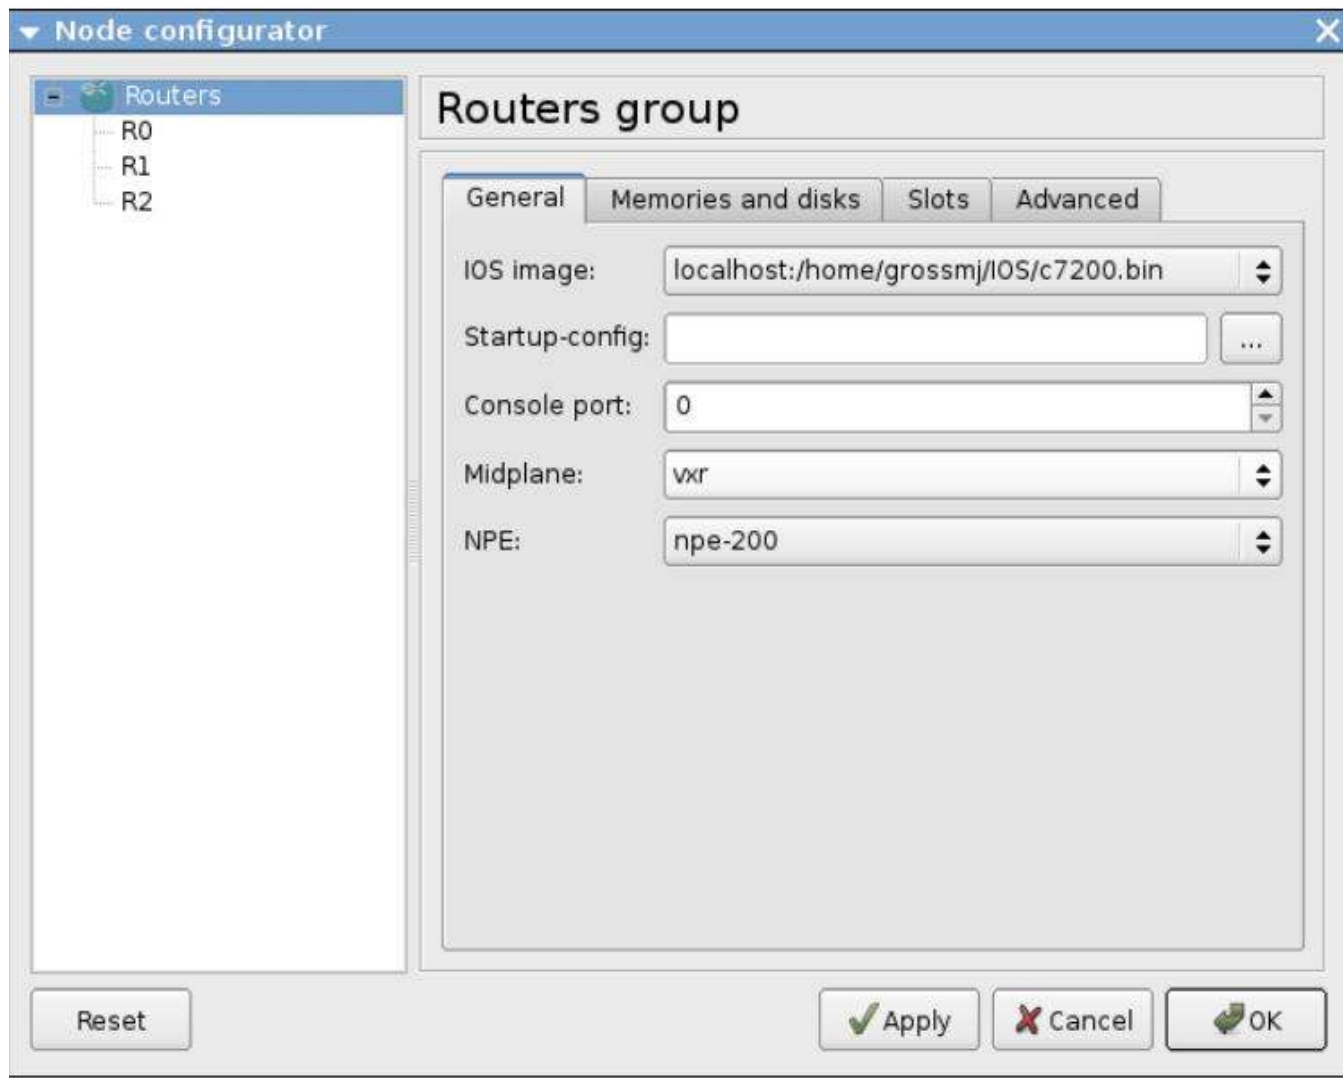 Node configurator
Routers
R0
R1
R2
Routers group
General Memories and disks Slots Advanced
IOS image: localhost:/home/grossmj/IOS/c7200.bin
Startup-config: ...
Console port: 0
Midplane: vxr
NPE: npe-200
Reset Apply Cancel OK